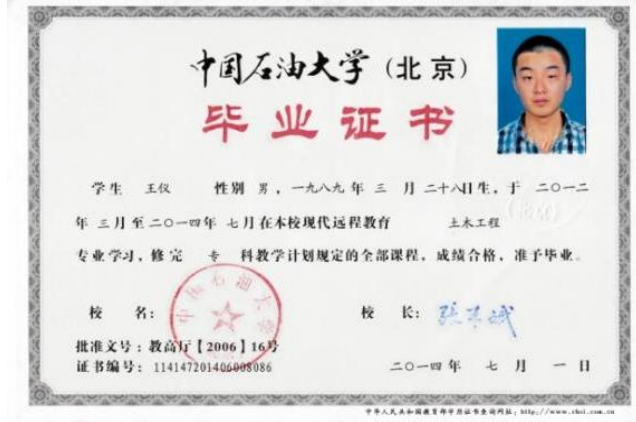 中国石油大学（北京）
毕业证书
学生 王仪 性别 男，一九八九年三月二十八日生，于二〇一二
年三月至二〇一四年七月在本校现代远程教育 土木工程
专业学习，修完 专 科教学计划规定的全部课程，成绩合格，准予毕业。
校 名： 校 长：
中国石油大学
批准文号：教高厅【2006】16号
证书编号：114147201406008086 二〇一四年 七 月 一 日
中华人民共和国教育部学历证书查询网址：http://www.chsi.com.cn